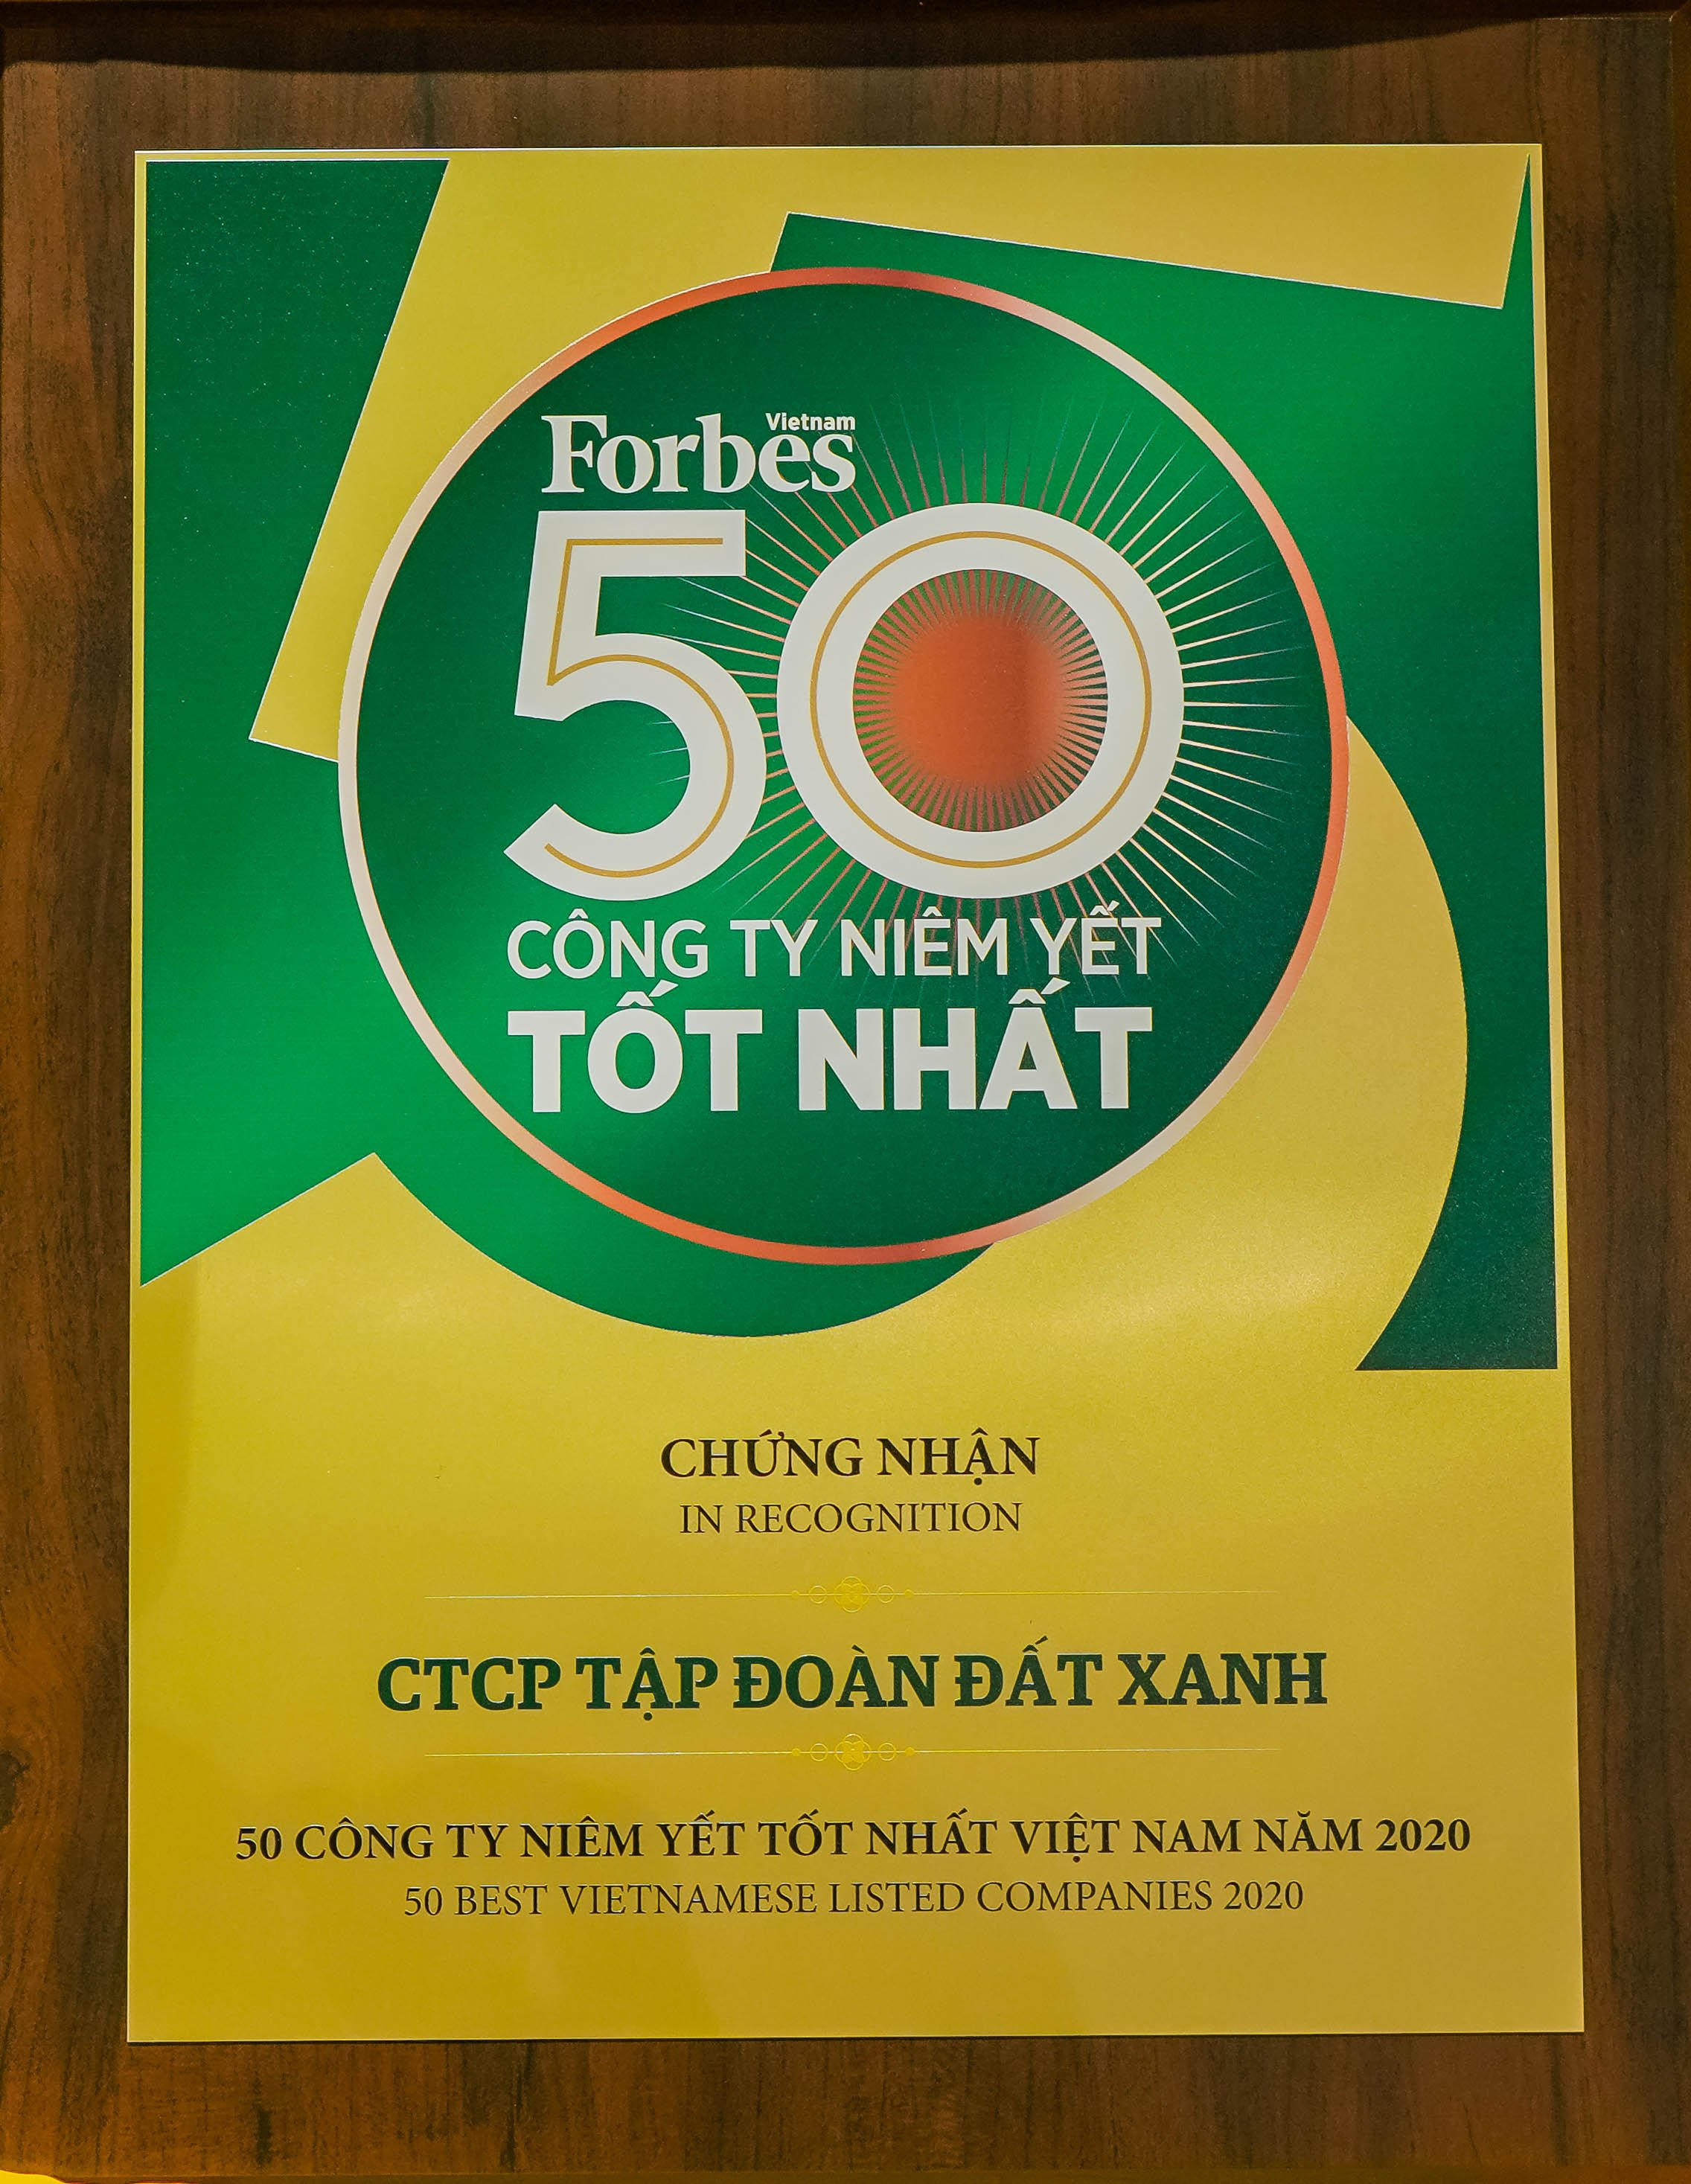 Vietnam
Forbes
50
CÔNG TY NIÊM YẾT
TỐT NHẤT
CHỨNG NHẬN
IN RECOGNITION
CTCP TẬP ĐOÀN ĐẤT XANH
50 CÔNG TY NIÊM YẾT TỐT NHẤT VIỆT NAM NĂM 2020
50 BEST VIETNAMESE LISTED COMPANIES 2020